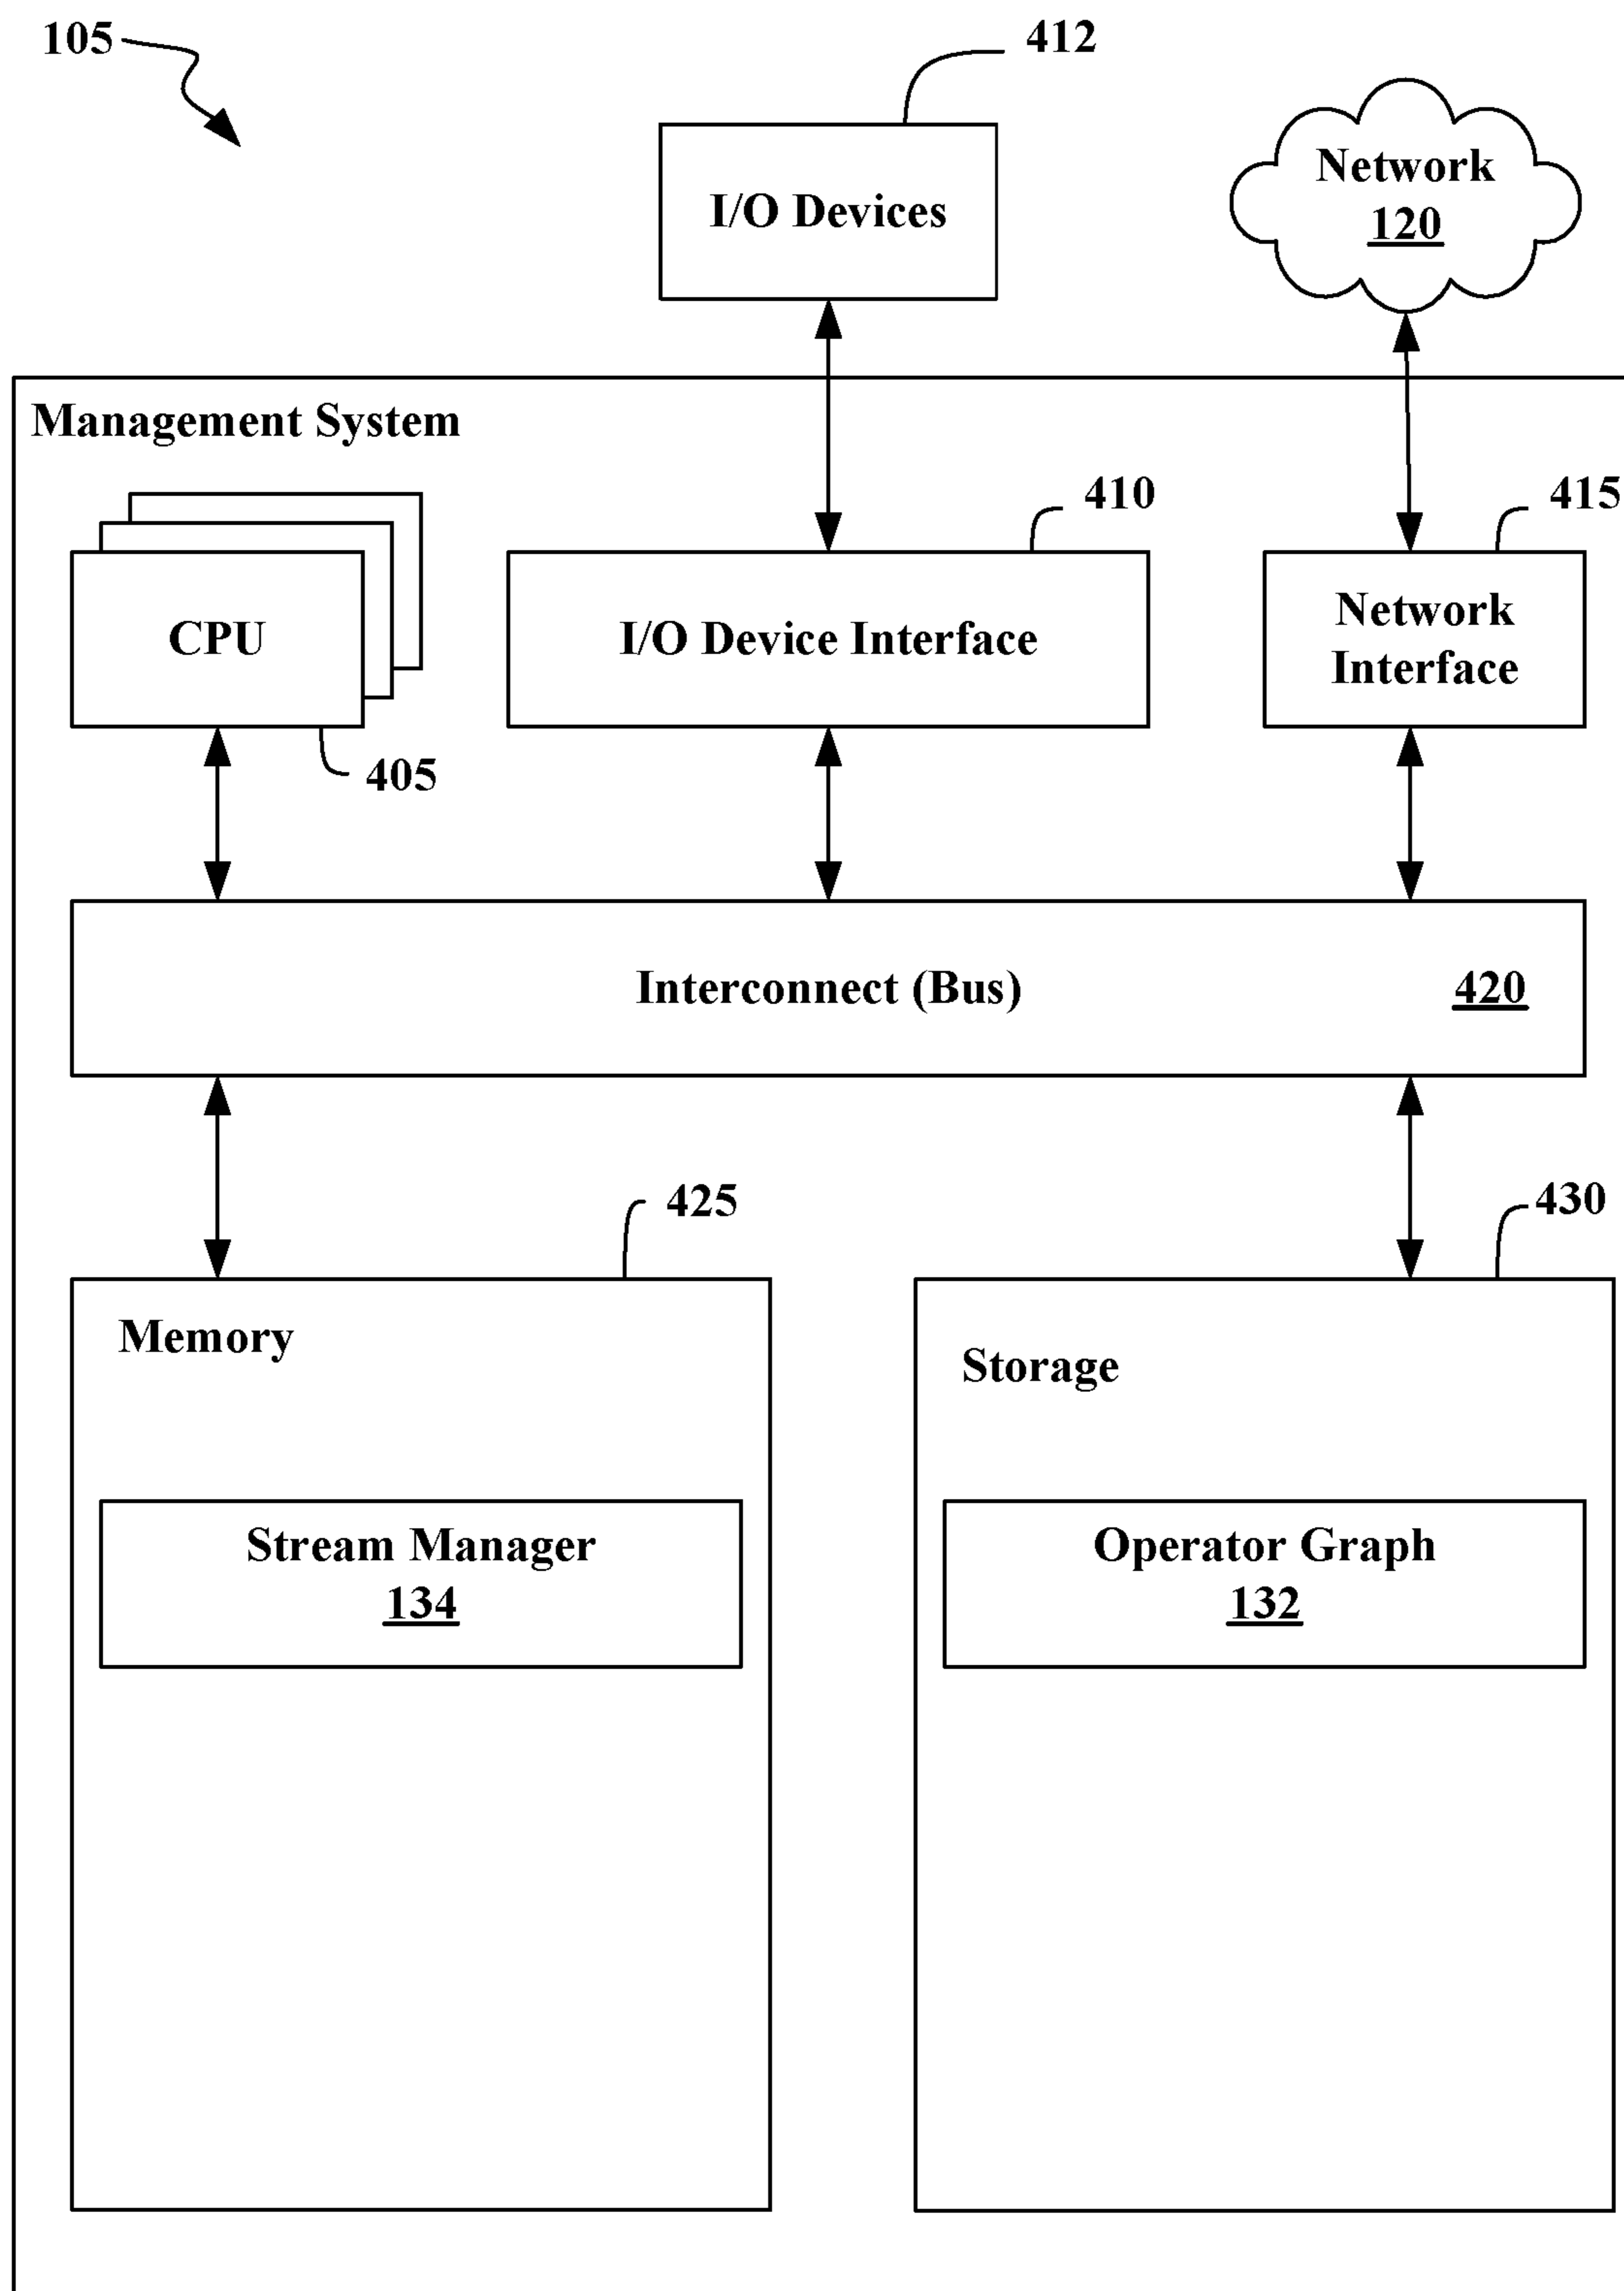 105
412
I/O Devices
Network
120
Management System
410
415
CPU
I/O Device Interface
Network
Interface
405
Interconnect (Bus)
420
425
430
Memory
Storage
Stream Manager
134
Operator Graph
132